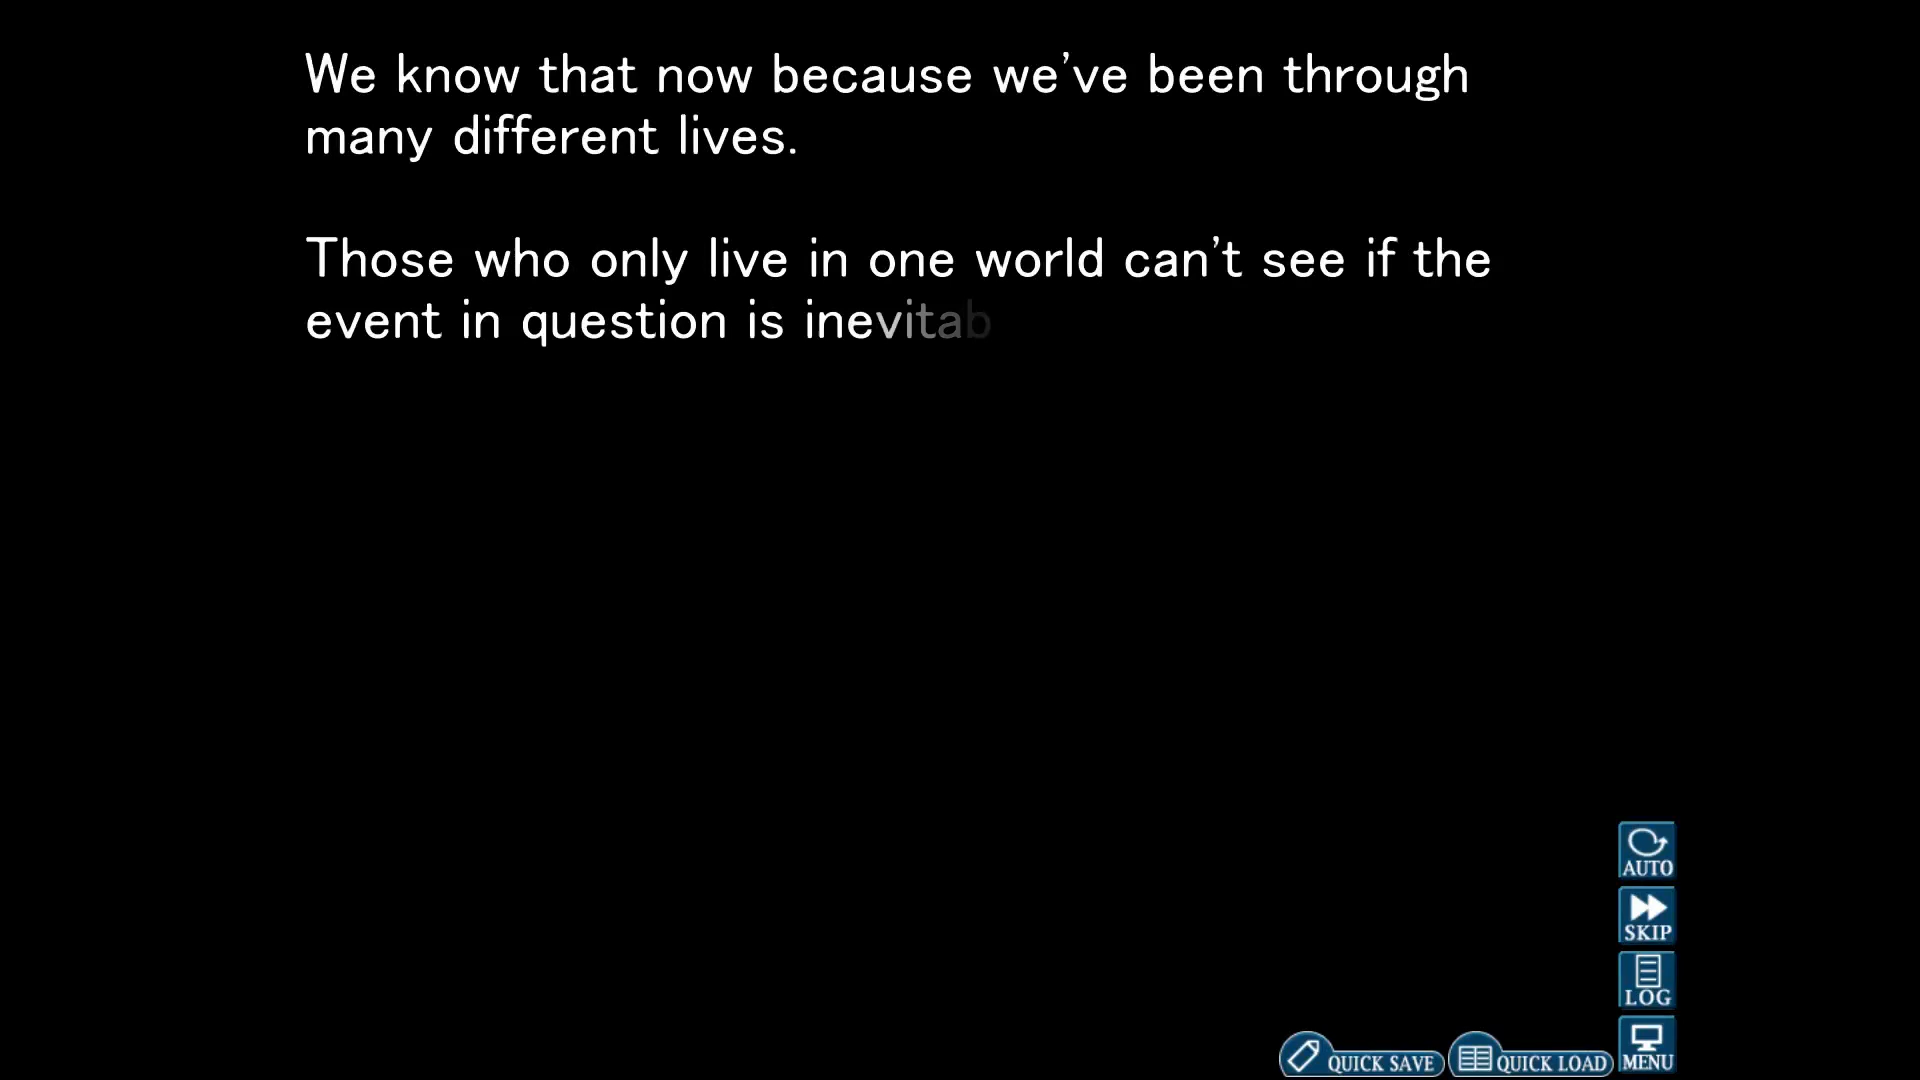 We know that now because we've been through
many different lives.
Those who only live in one world can't see if the
event in question is inevitab
AUTO
SKIP
LOG
MENU
QUICK SAVE
QUICK LOAD